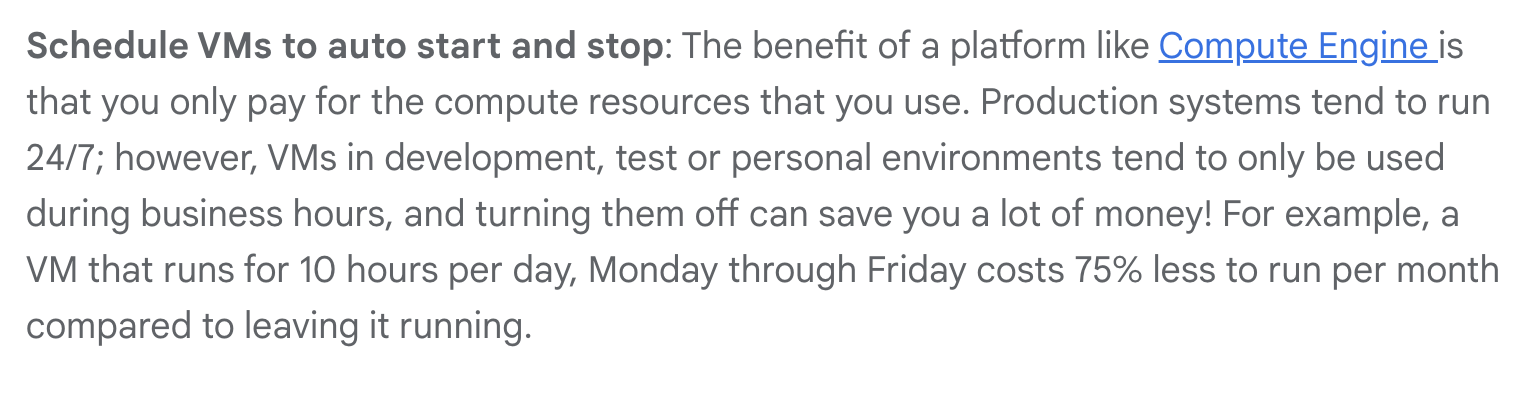 Schedule VMs to auto start and stop: The benefit of a platform like Compute Engine is
that you only pay for the compute resources that you use. Production systems tend to run
24/7; however, VMs in development, test or personal environments tend to only be used
during business hours, and turning them off can save you a lot of money! For example, a
VM that runs for 10 hours per day, Monday through Friday costs 75% less to run per month
compared to leaving it running.